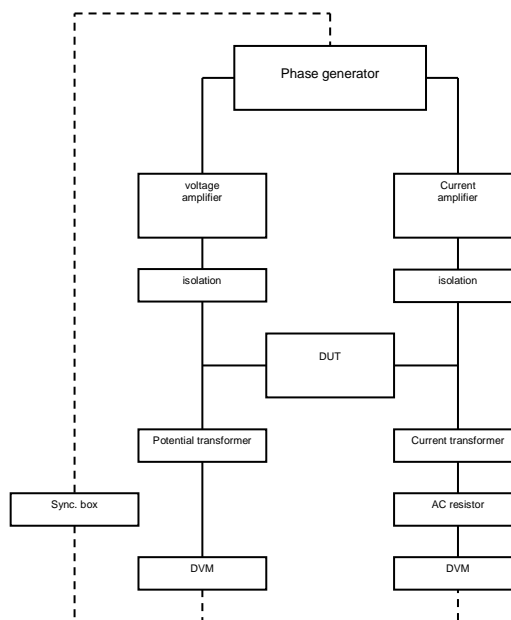 Phase generator
voltage
amplifier
Current
amplifier
isolation
isolation
DUT
Potential transformer
Current transformer
Sync. box
AC resistor
DVM
DVM